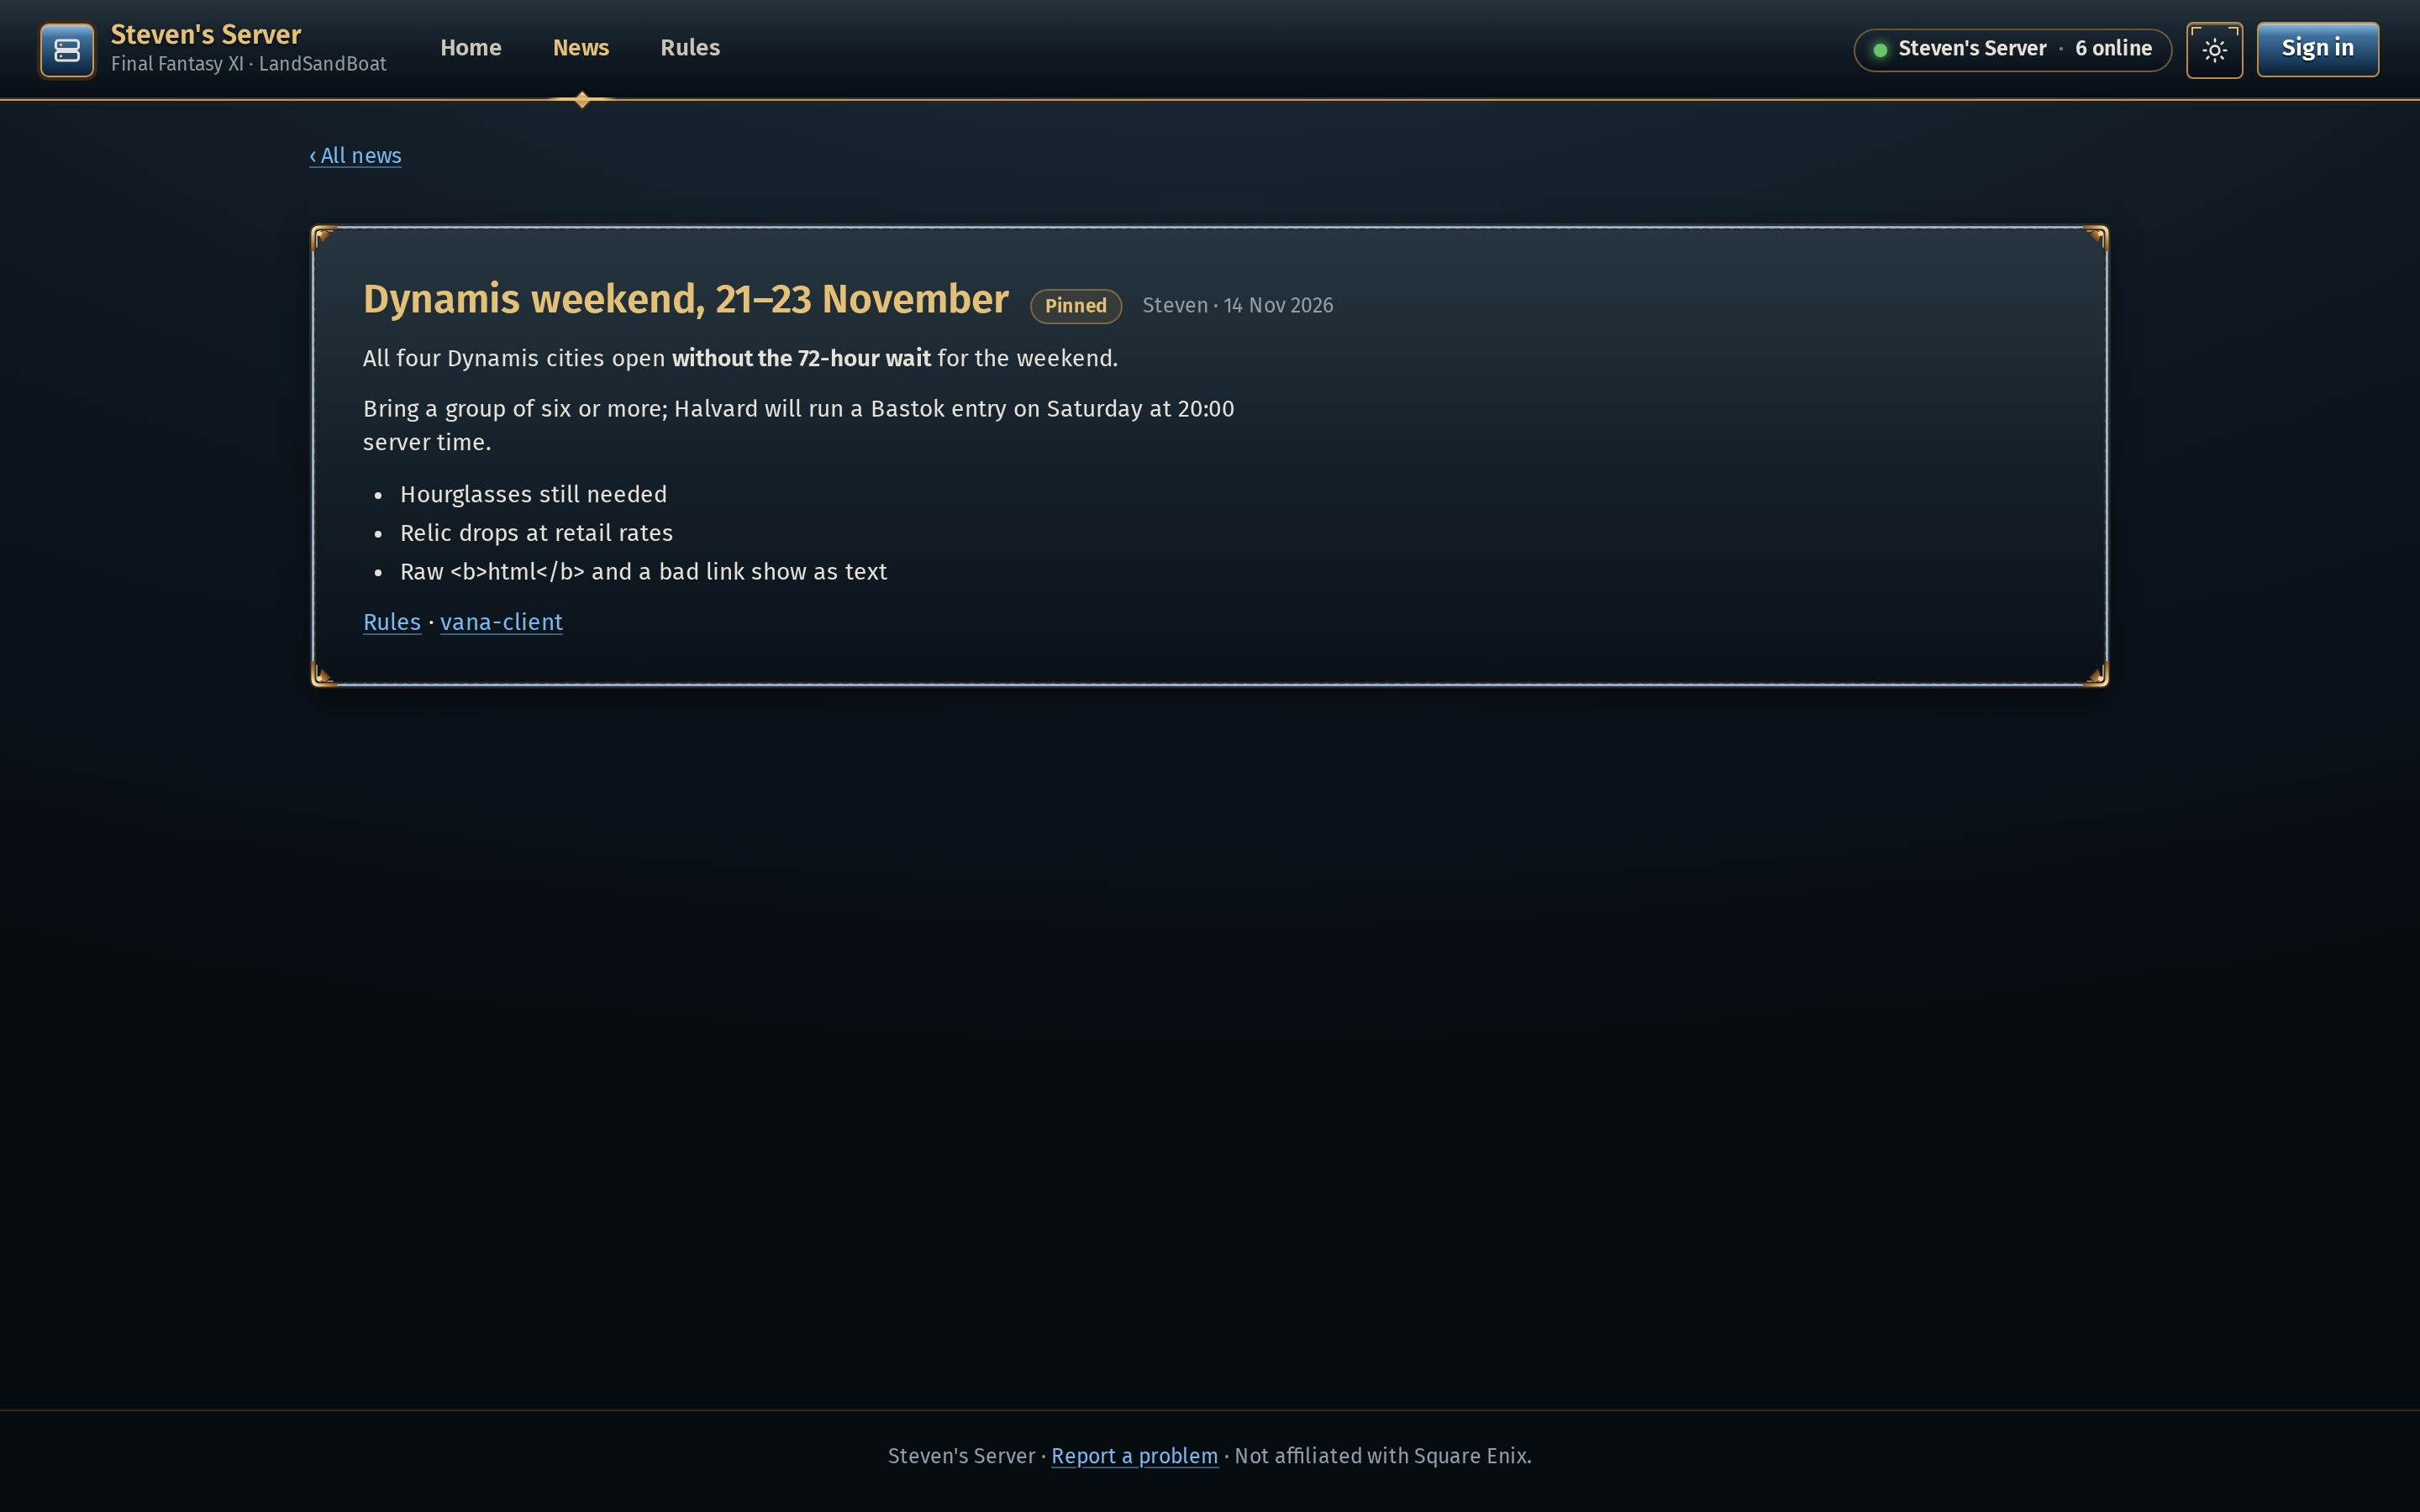 Steven's Server
Final Fantasy XI · LandSandBoat
Home
News
Rules
Steven's Server · 6 online
Sign in
‹ All news
Dynamis weekend, 21–23 November
Pinned
Steven · 14 Nov 2026
All four Dynamis cities open without the 72-hour wait for the weekend.
Bring a group of six or more; Halvard will run a Bastok entry on Saturday at 20:00
server time.
• Hourglasses still needed
• Relic drops at retail rates
• Raw <b>html</b> and a bad link show as text
Rules · vana-client
Steven's Server · Report a problem · Not affiliated with Square Enix.